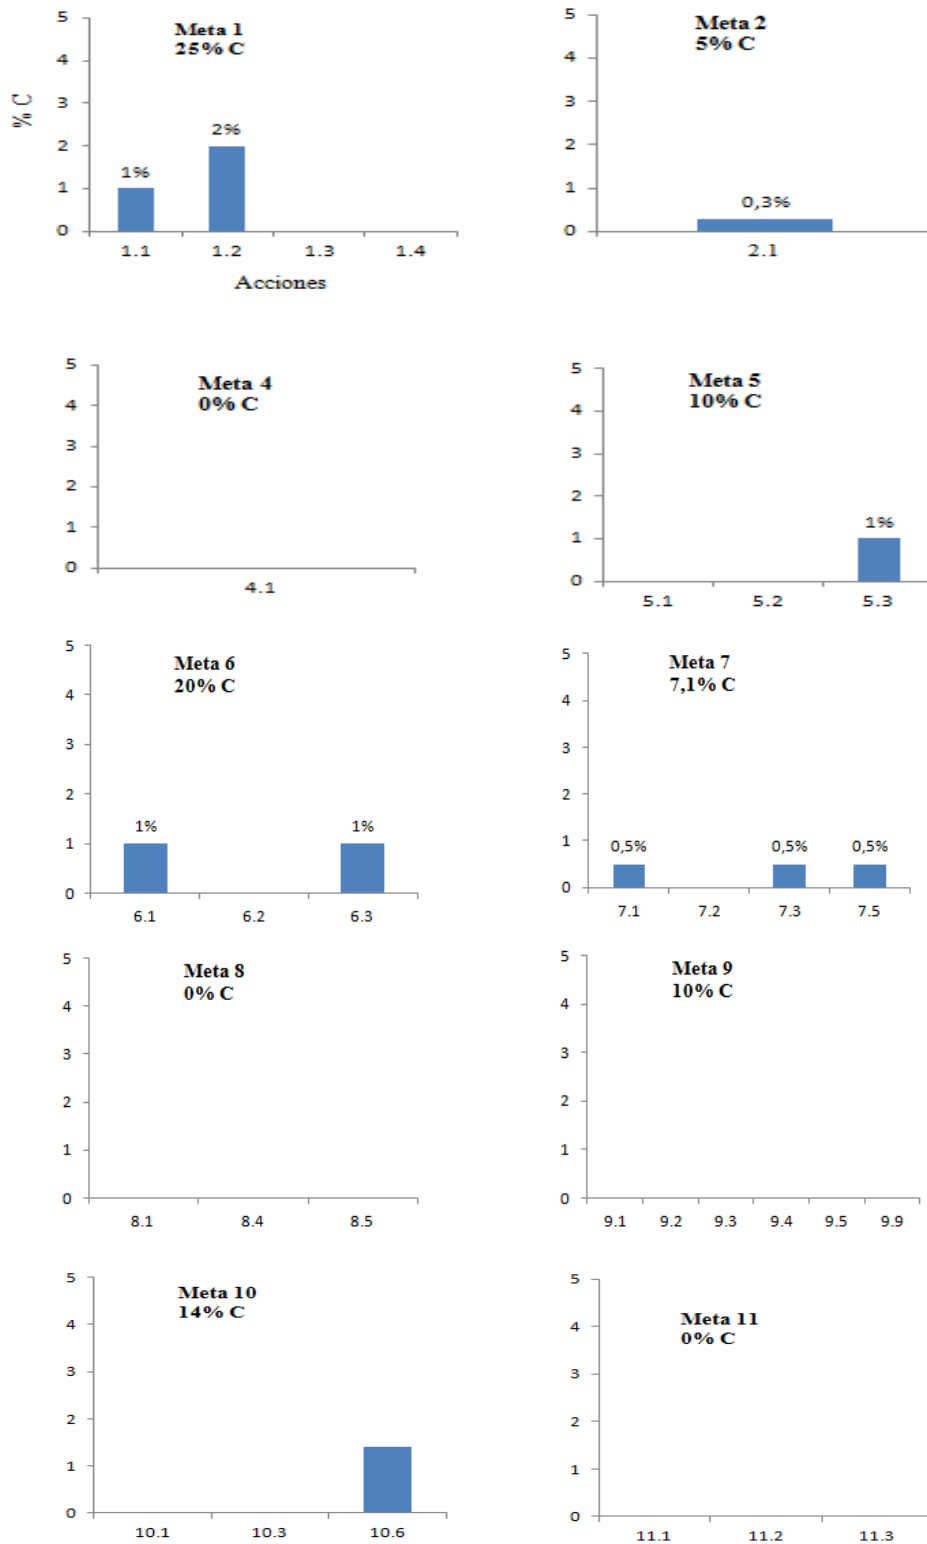 Meta 1
25% C
5
4
3
2
1
0
% C
1%
2%
1.1 1.2 1.3 1.4
Acciones
Meta 2
5% C
5
4
3
2
1
0
0,3%
2.1
Meta 4
0% C
5
4
3
2
1
0
4.1
Meta 5
10% C
5
4
3
2
1
0
1%
5.1 5.2 5.3
Meta 6
20% C
5
4
3
2
1
0
1% 1%
6.1 6.2 6.3
Meta 7
7,1% C
5
4
3
2
1
0
0,5% 0,5% 0,5%
7.1 7.2 7.3 7.5
Meta 8
0% C
5
4
3
2
1
0
8.1 8.4 8.5
Meta 9
10% C
5
4
3
2
1
0
9.1 9.2 9.3 9.4 9.5 9.9
Meta 10
14% C
5
4
3
2
1
0
10.1 10.3 10.6
Meta 11
0% C
5
4
3
2
1
0
11.1 11.2 11.3